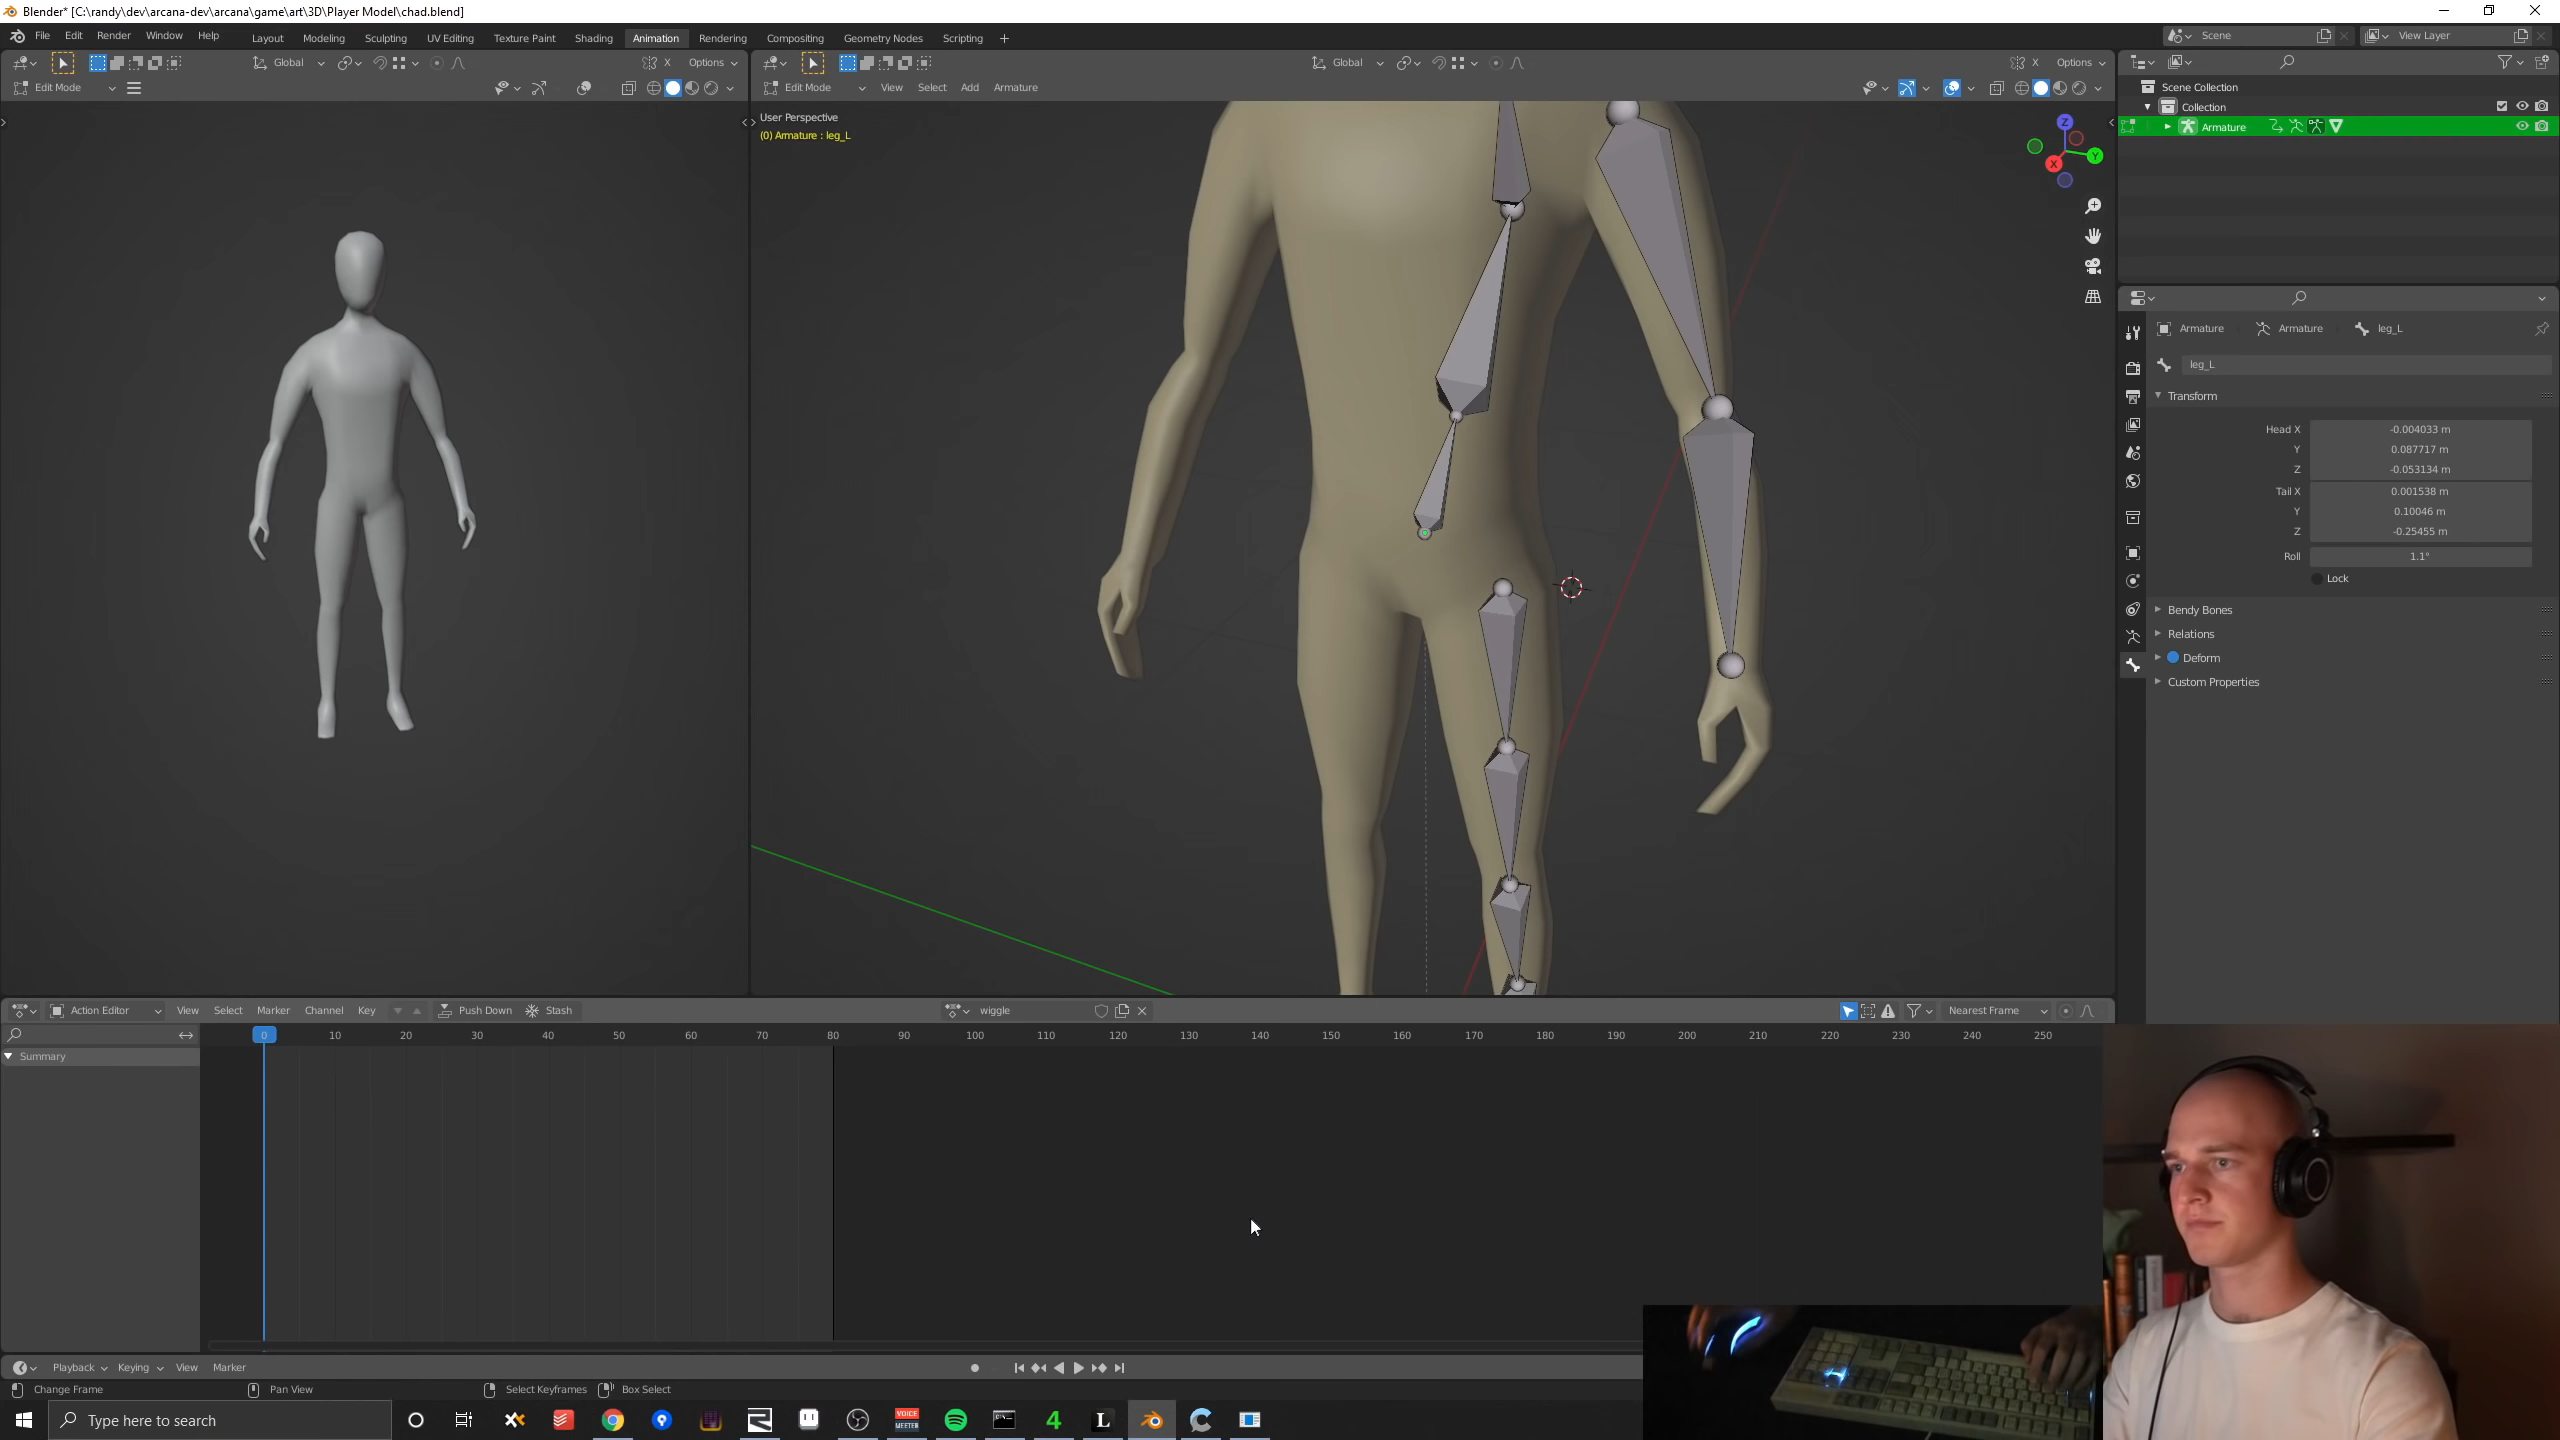 Blender* [C:\randy\dev\arcana-dev\arcana\game\art\3D\Player Model\chad.blend]
File Edit Render Window Help Layout Modeling Sculpting UV Editing Texture Paint Shading Animation Rendering Compositing Geometry Nodes Scripting + Scene View Layer
Global X Options Global X Options
Edit Mode Edit Mode View Select Add Armature
Scene Collection
Collection
Armature
User Perspective
(0) Armature : leg_L
Z
Y
X
Armature Armature leg_L
leg_L
Transform
Head X -0.004033 m
Y 0.087717 m
Z -0.053134 m
Tail X 0.001538 m
Y 0.10046 m
Z -0.25455 m
Roll 1.1°
Lock
Bendy Bones
Relations
Deform
Custom Properties
Action Editor View Select Marker Channel Key Push Down Stash wiggle Nearest Frame
0 10 20 30 40 50 60 70 80 90 100 110 120 130 140 150 160 170 180 190 200 210 220 230 240 250
Summary
Playback Keying View Marker
Change Frame Pan View Select Keyframes Box Select
Type here to search VOICE MEETER 4 L